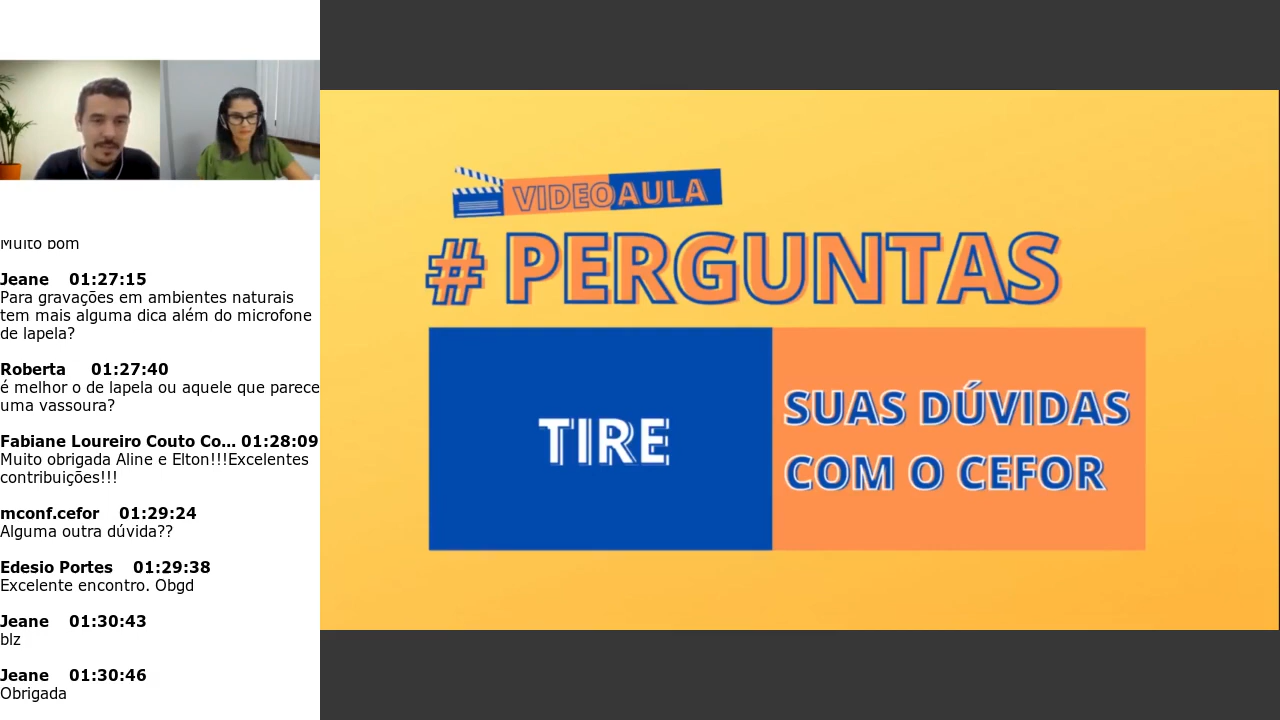 Muito bom
Jeane 01:27:15
Para gravações em ambientes naturais
tem mais alguma dica além do microfone
de lapela?
Roberta 01:27:40
é melhor o de lapela ou aquele que parece
uma vassoura?
Fabiane Loureiro Couto Co... 01:28:09
Muito obrigada Aline e Elton!!!Excelentes
contribuições!!!
mconf.cefor 01:29:24
Alguma outra dúvida??
Edesio Portes 01:29:38
Excelente encontro. Obgd
Jeane 01:30:43
blz
Jeane 01:30:46
Obrigada
VIDEOAULA
# PERGUNTAS
TIRE
SUAS DÚVIDAS
COM O CEFOR